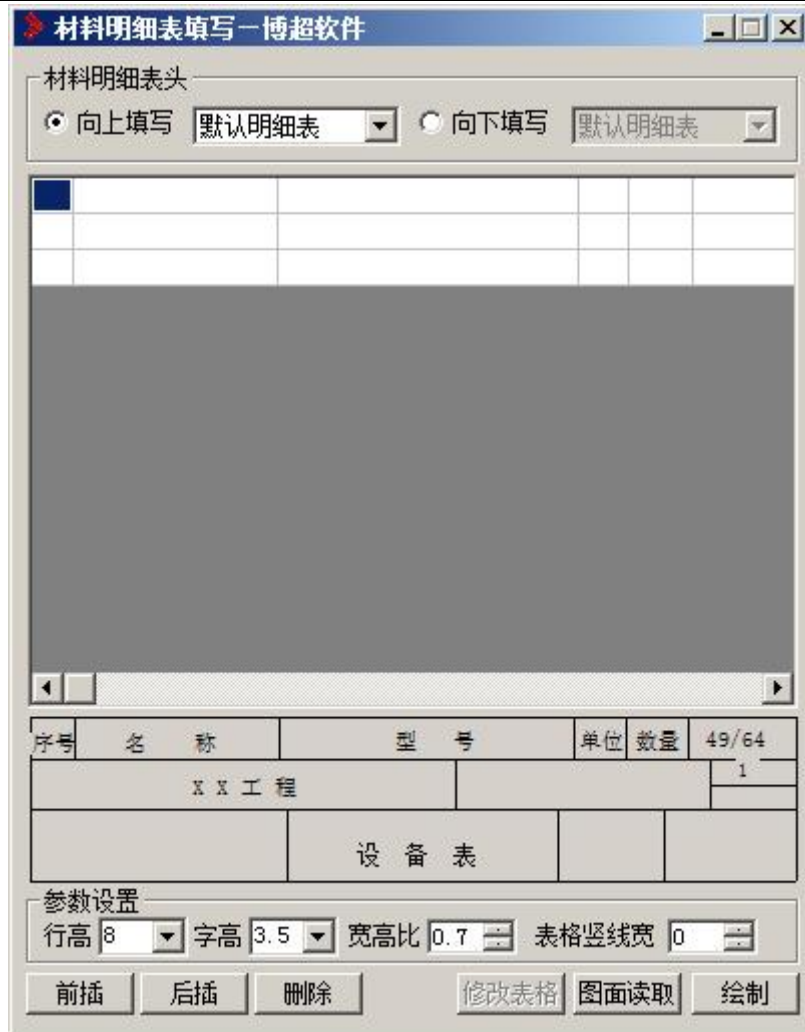 材料明细表填写－博超软件
材料明细表头
向上填写 默认明细表 向下填写 默认明细表
序号 名 称 型 号 单位 数量 49/64
X X 工 程 1
设 备 表
参数设置
行高 8 字高 3.5 宽高比 0.7 表格竖线宽 0
前插 后插 删除 修改表格 图面读取 绘制